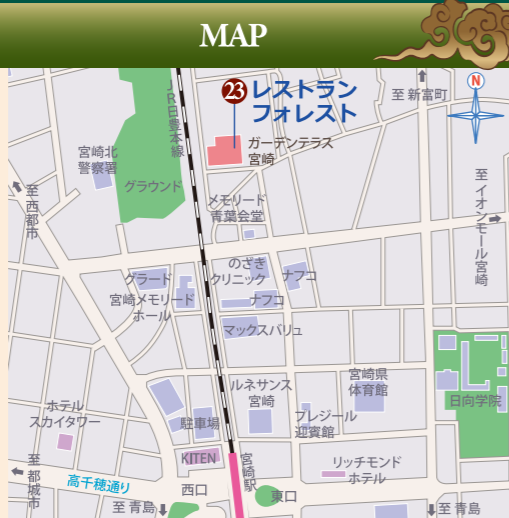 MAP
JR日豊本線
23 レストラン
フォレスト
至 新富町
N
宮崎北
警察署
グラウンド
ガーデンテラス
宮崎
至 西都市
至 イオンモール宮崎
メモリード
青葉会堂
のざき
クリニック
ナフコ
グラード
宮崎メモリード
ホール
ナフコ
マックスバリュ
ルネサンス
宮崎
宮崎県
体育館
日向学院
ホテル
スカイタワー
駐車場
プレジール
迎賓館
KITEN
宮崎駅
リッチモンド
ホテル
至 都城市
高千穂通り
西口
東口
至 青島
至 青島